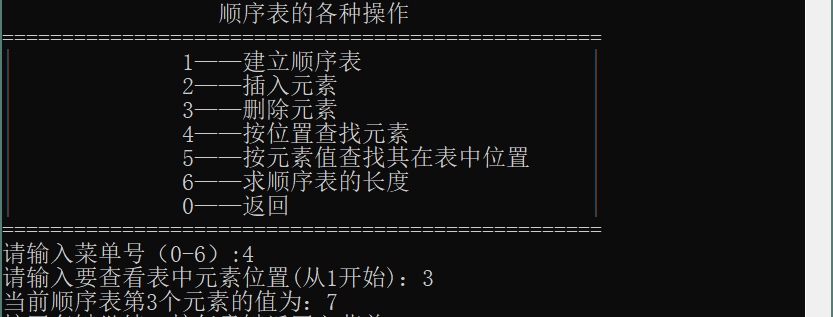 顺序表的各种操作
==================================================
1——建立顺序表
2——插入元素
3——删除元素
4——按位置查找元素
5——按元素值查找其在表中位置
6——求顺序表的长度
0——返回
==================================================
请输入菜单号（0-6）:4
请输入要查看表中元素位置(从1开始)：3
当前顺序表第3个元素的值为：7